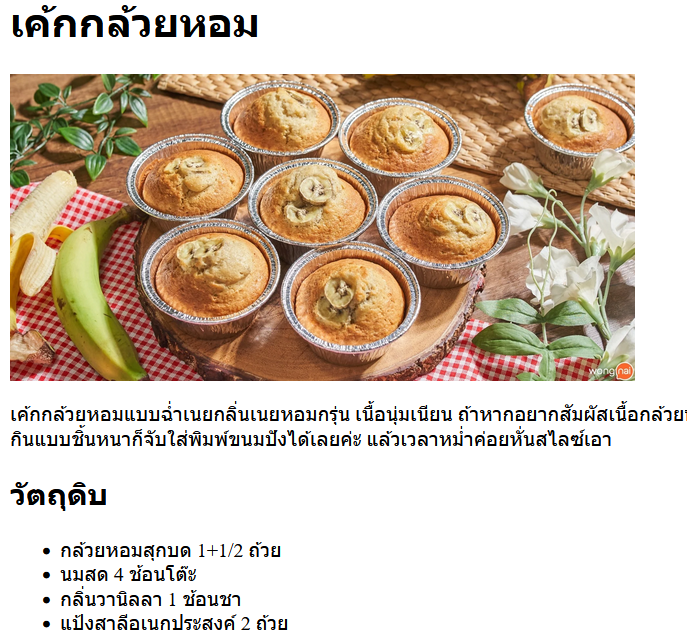 เค้กกล้วยหอม
wongnai
เค้กกล้วยหอมแบบฉ่ำเนยกลิ่นเนยหอมกรุ่น เนื้อนุ่มเนียน ถ้าหากอยากสัมผัสเนื้อกล้วย
กินแบบชิ้นหนาก็จับใส่พิมพ์ขนมปังได้เลยค่ะ แล้วเวลาหม่ำค่อยหั่นสไลซ์เอา
วัตถุดิบ
กล้วยหอมสุกบด 1+1/2 ถ้วย
นมสด 4 ช้อนโต๊ะ
กลิ่นวานิลลา 1 ช้อนชา
แป้งสาลีอเนกประสงค์ 2 ถ้วย